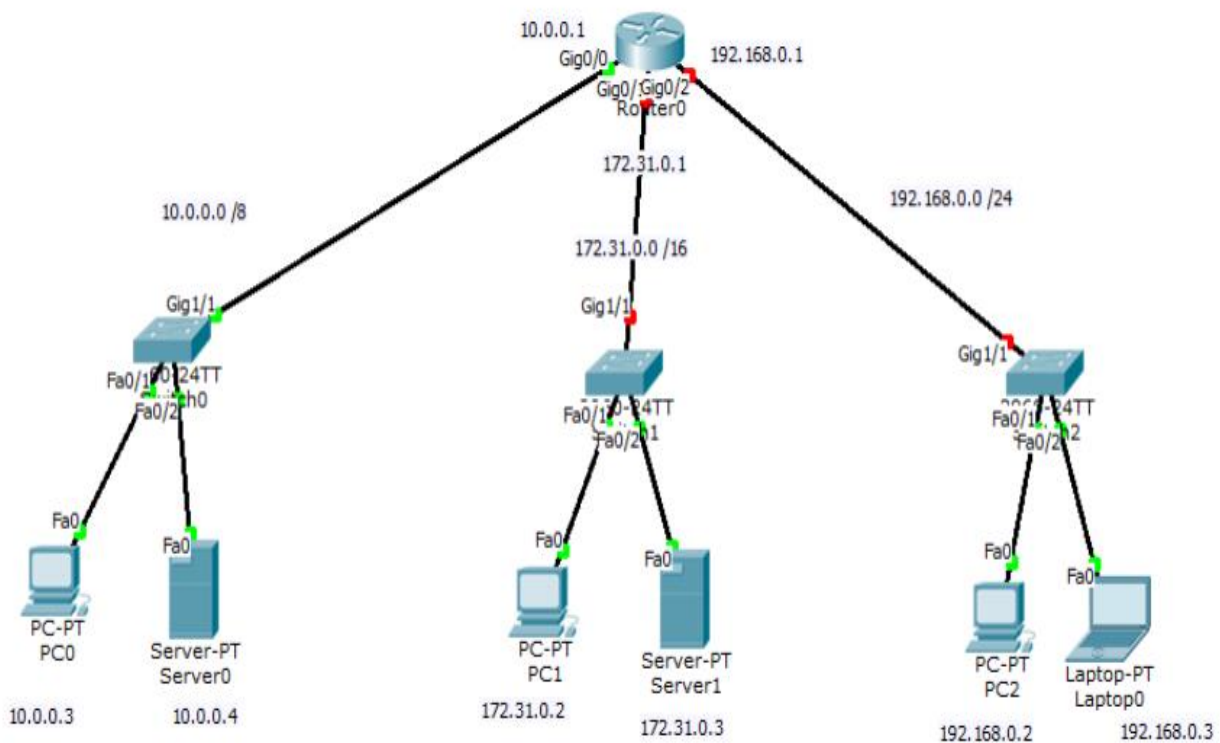 10.0.0.1
Gig0/0
192.168.0.1
Gig0/2
172.31.0.1
192.168.0.0 /24
10.0.0.0 /8
172.31.0.0 /16
Gig1/1
Gig1/1
Gig1/1
Fa0/1
Fa0/2
Fa0/1
Fa0/2
Fa0/1
Fa0/2
Fa0
Fa0
Fa0
Fa0
Fa0
Fa0
PC-PT
PC0
Server-PT
Server0
PC-PT
PC1
Server-PT
Server1
PC-PT
PC2
Laptop-PT
Laptop0
10.0.0.3
10.0.0.4
172.31.0.2
172.31.0.3
192.168.0.2
192.168.0.3